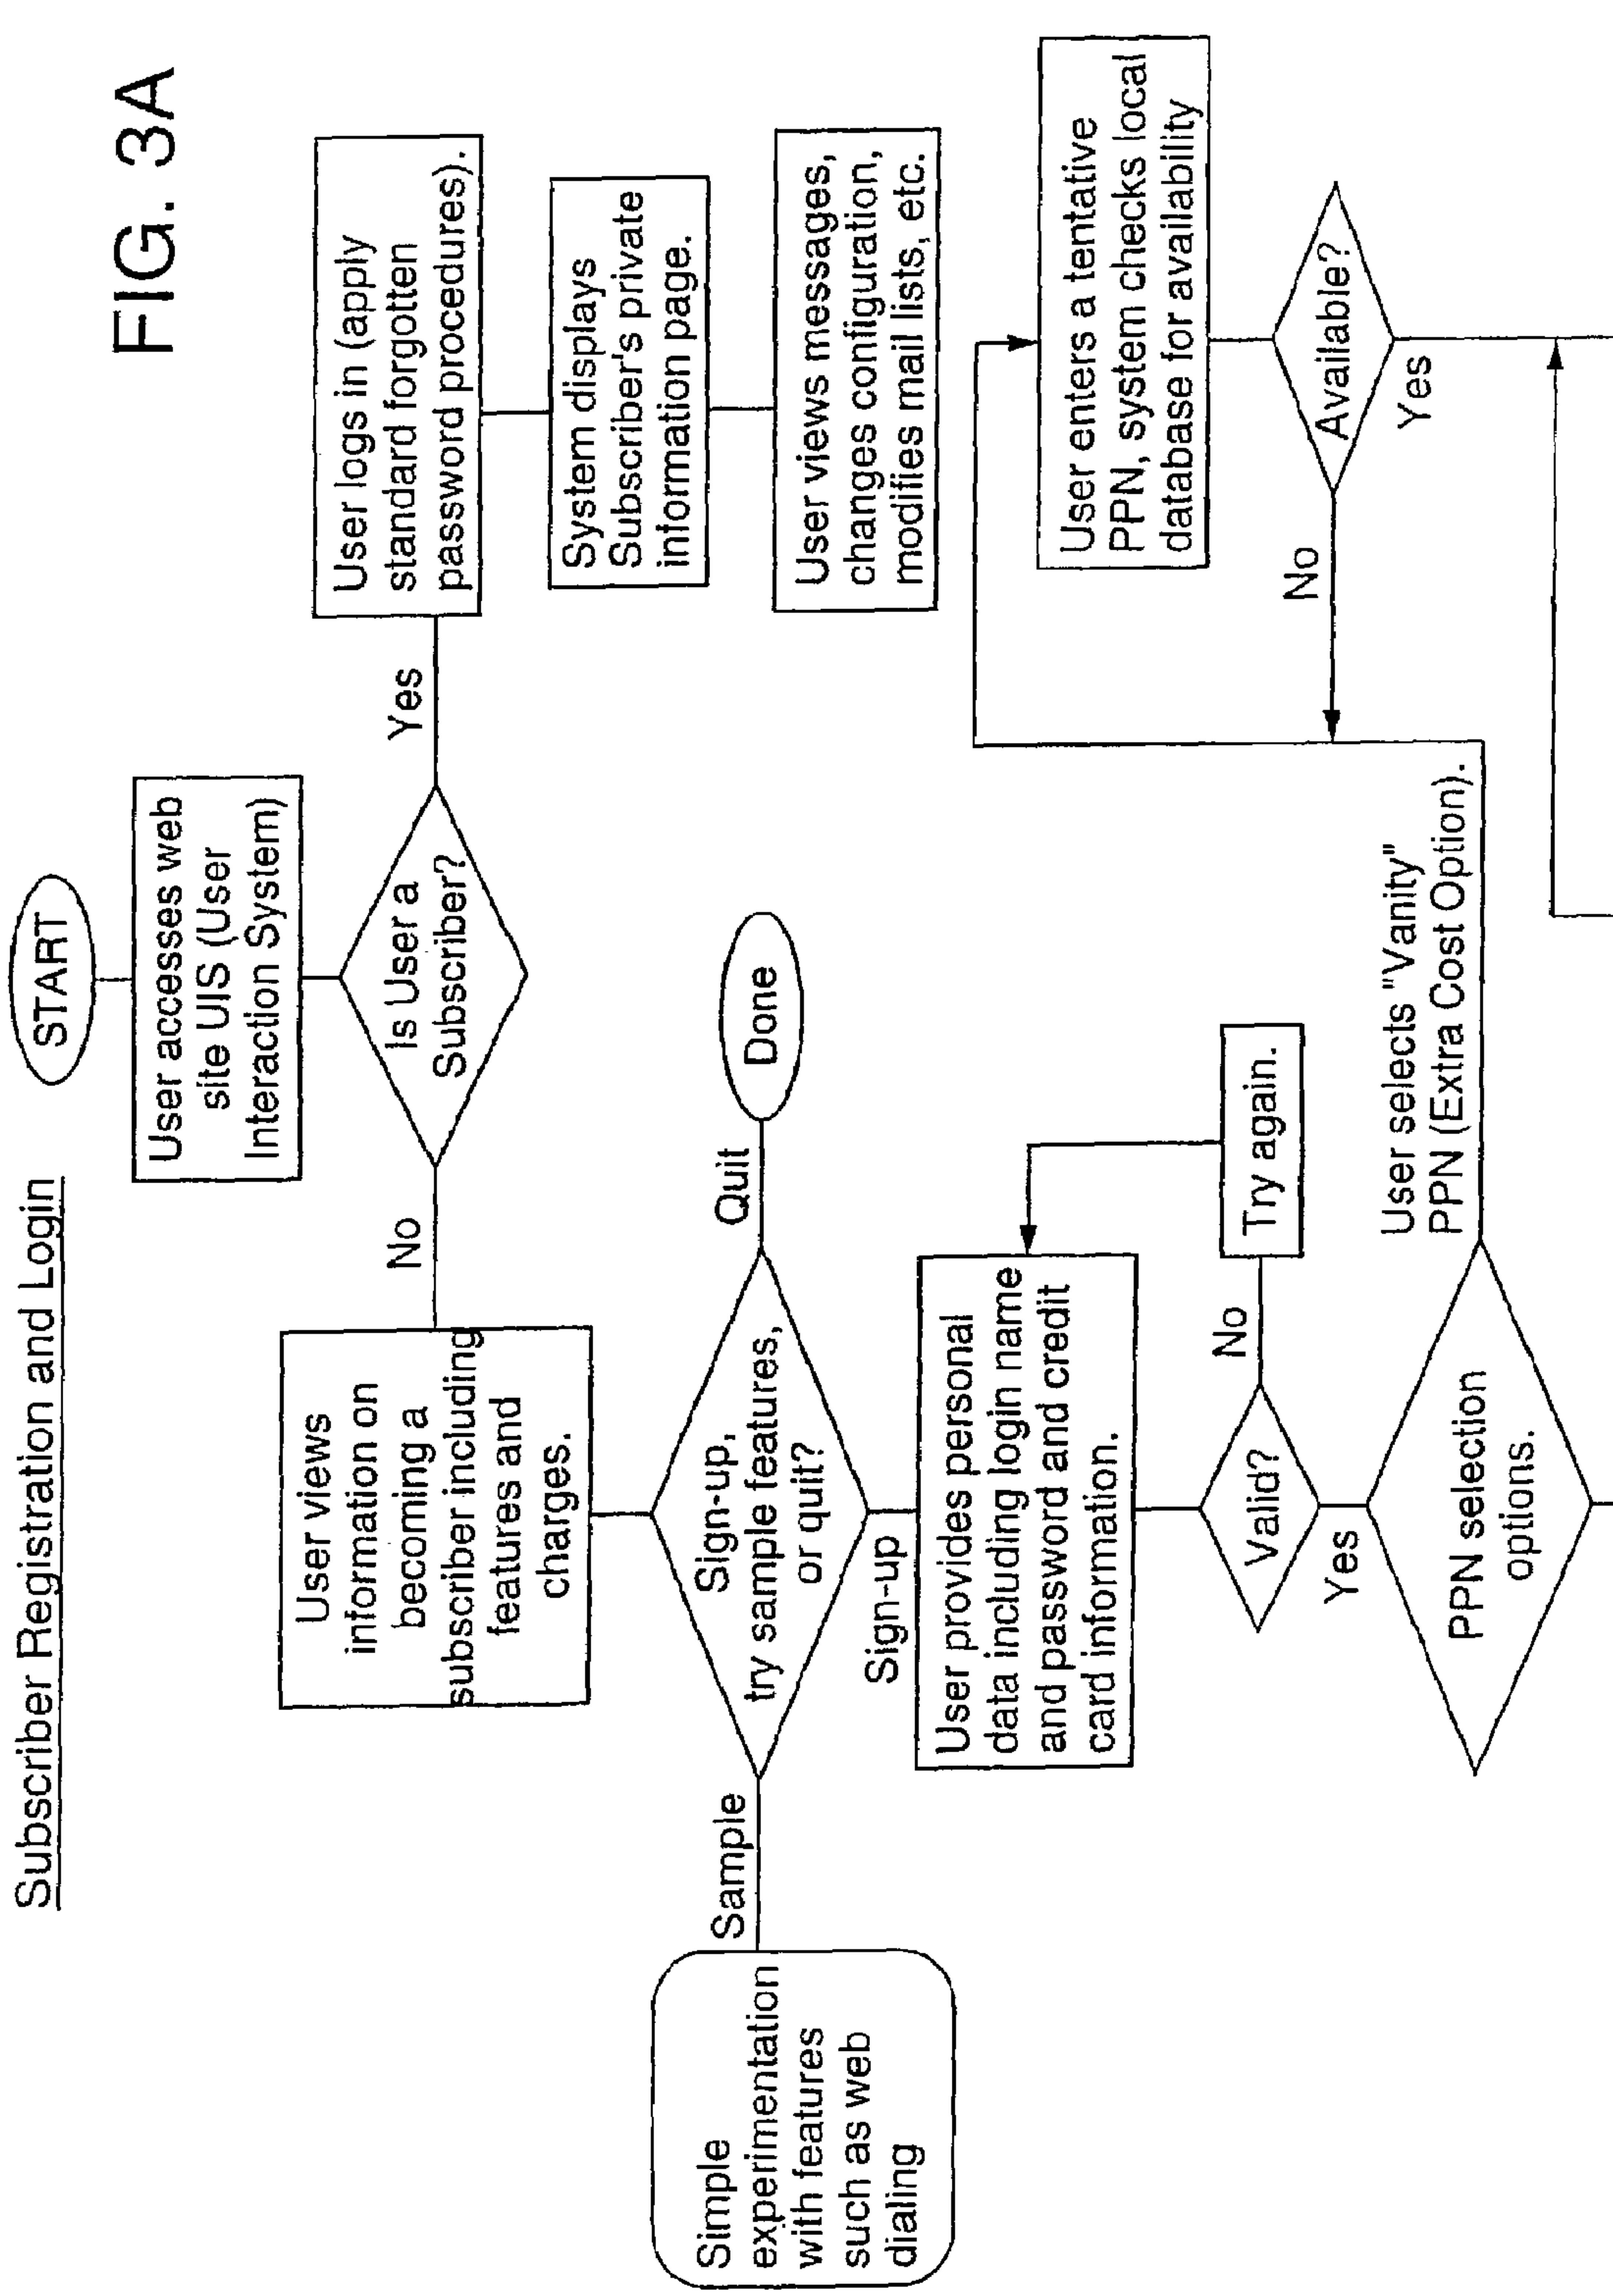 FIG. 3A
Subscriber Registration and Login
START
User accesses web
site UIS (User
Interaction System)
Is User a
Subscriber?
No
Yes
User logs in (apply
standard forgotten
password procedures).
System displays
Subscriber's private
information page.
User views messages,
changes configuration,
modifies mail lists, etc.
User views
information on
becoming a
subscriber including
features and
charges.
Sign-up,
try sample features,
or quit?
Sample
Quit
Done
Simple
experimentation
with features
such as web
dialing
Sign-up
User provides personal
data including login name
and password and credit
card information.
Valid?
No
Try again.
Yes
PPN selection
options.
User selects "Vanity"
PPN (Extra Cost Option).
User enters a tentative
PPN, system checks local
database for availability
Available?
No
Yes